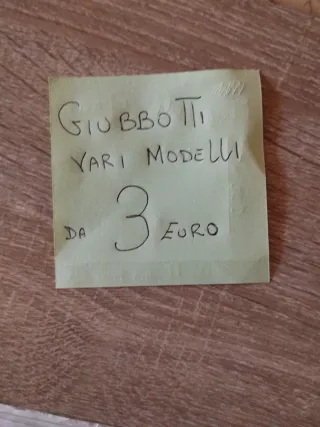 GIUBBOTTI
VARI MODELLI
DA 3 EURO